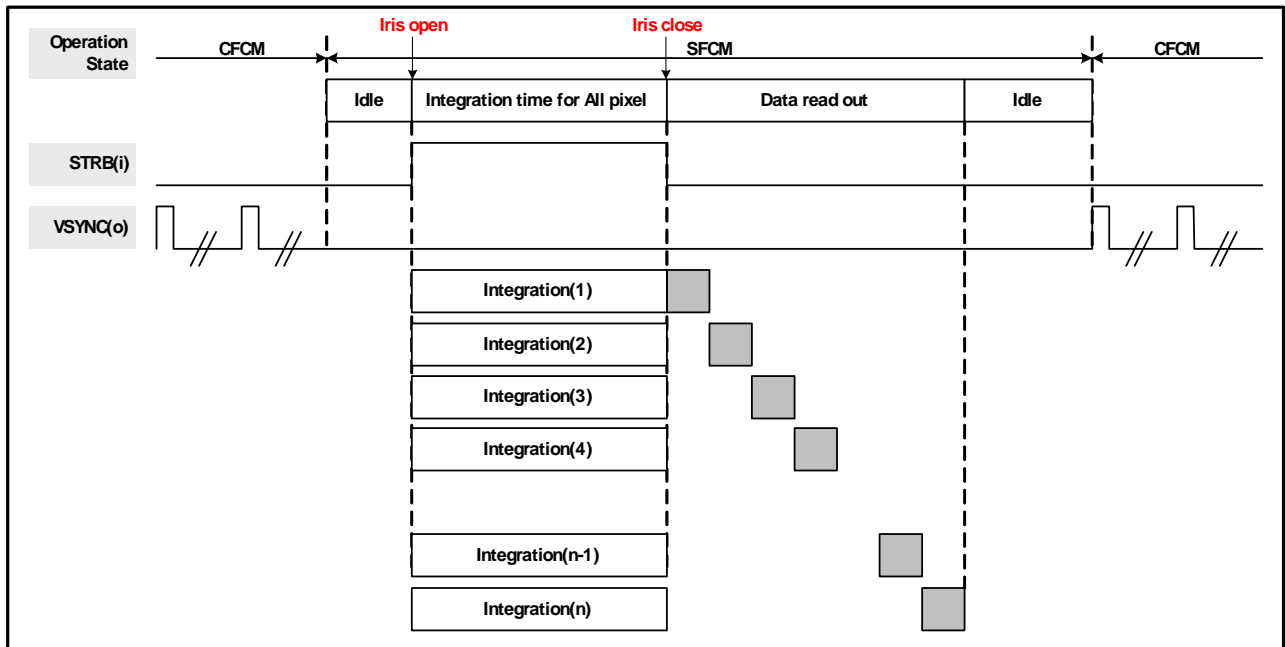 Iris open
Iris close
Operation
State
CFCM
SFCM
CFCM
Idle
Integration time for All pixel
Data read out
Idle
STRB(i)
VSYNC(o)
Integration(1)
Integration(2)
Integration(3)
Integration(4)
Integration(n-1)
Integration(n)